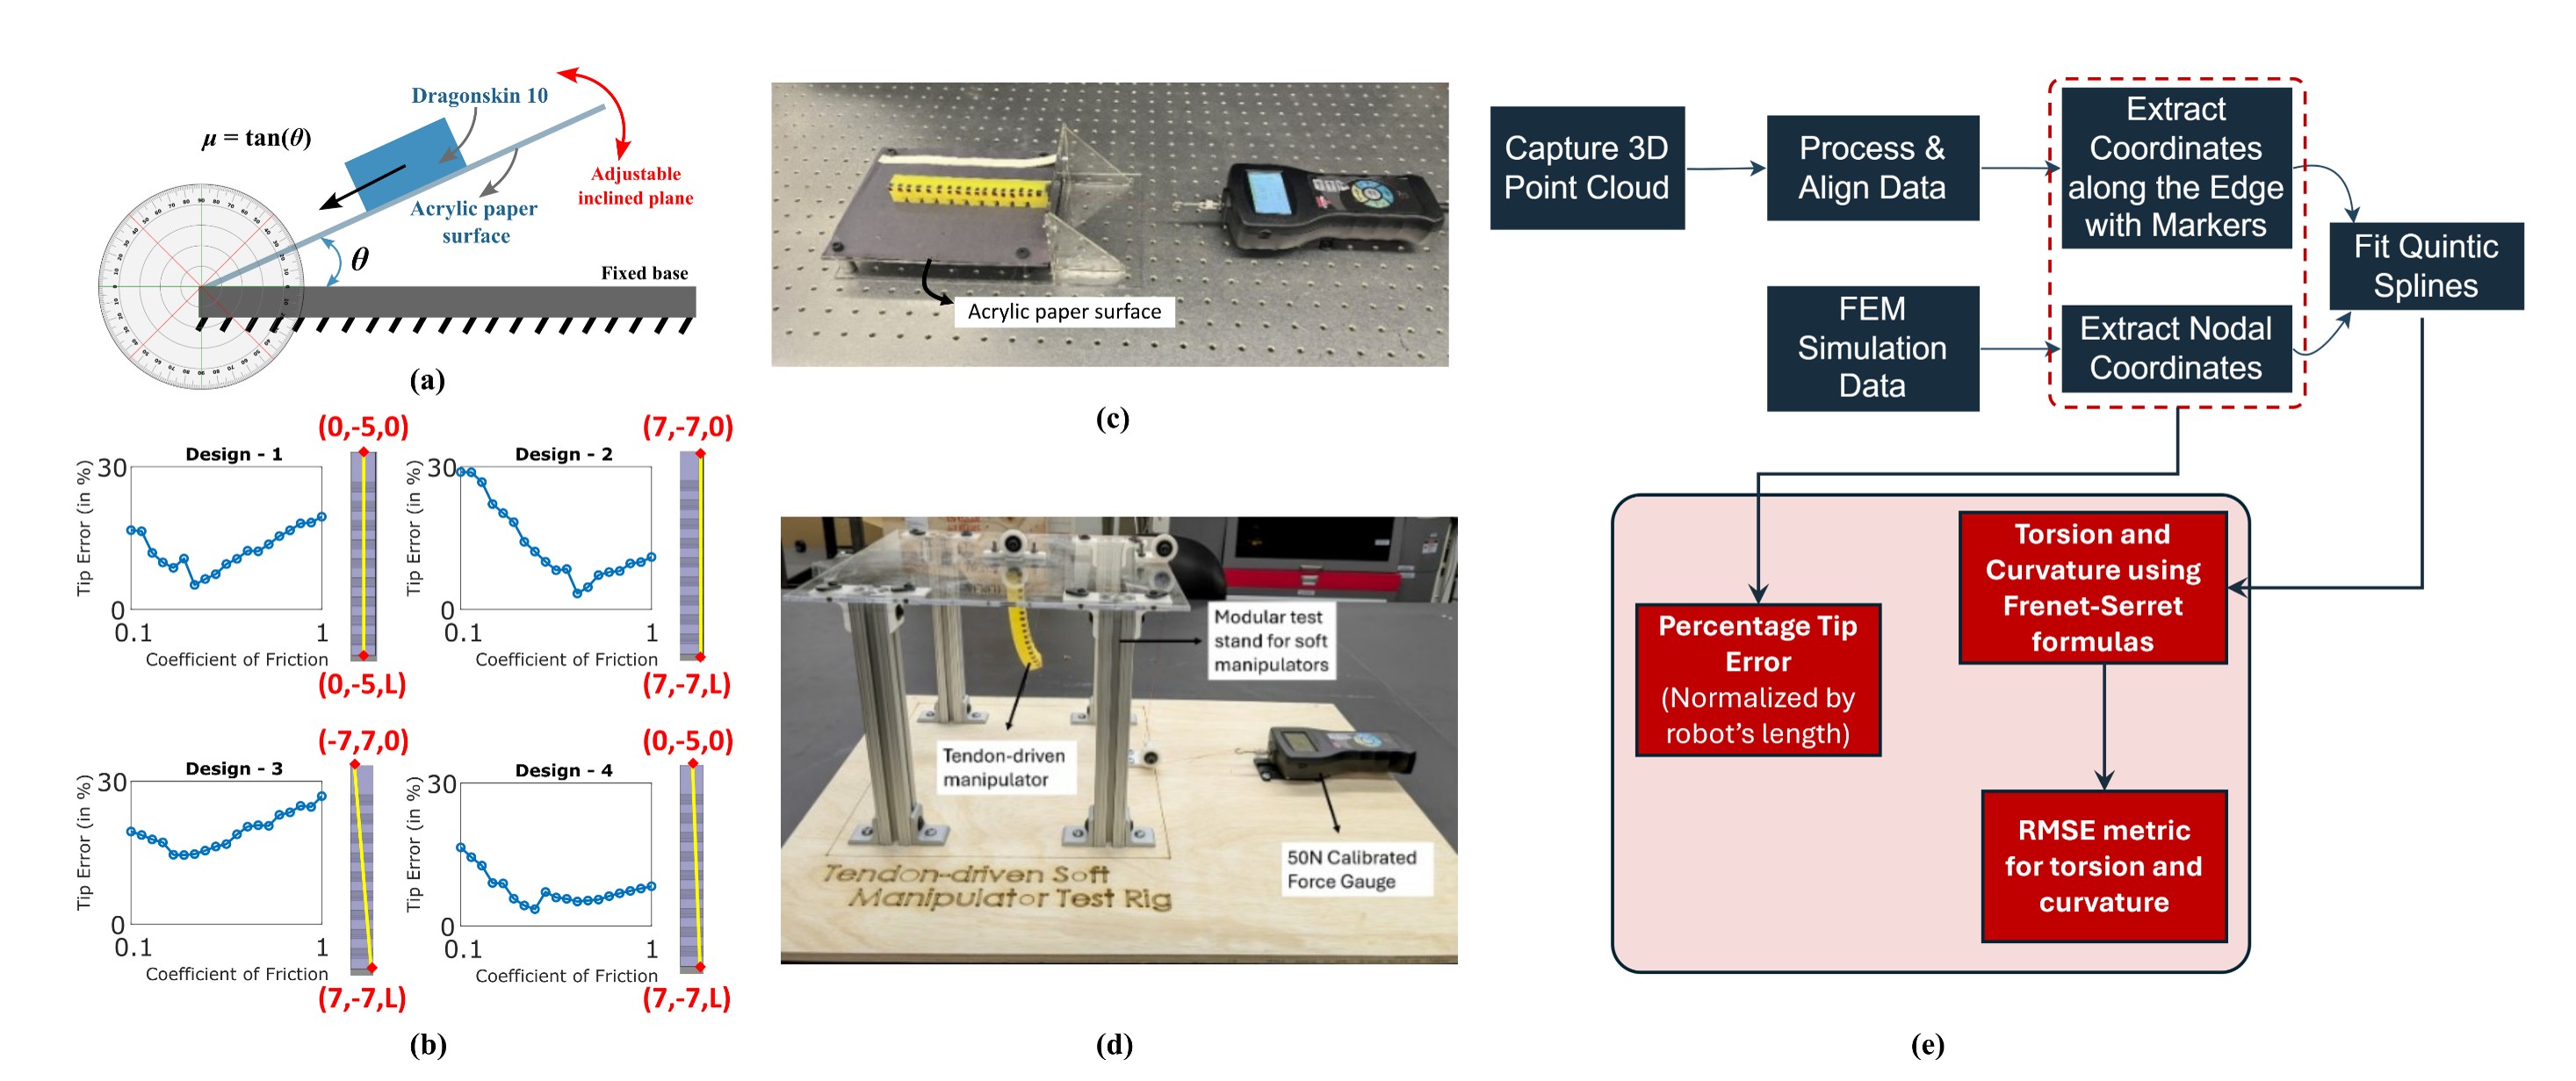 Dragonskin 10
μ = tan(θ)
Adjustable
inclined plane
Acrylic paper
surface
θ
Fixed base
(a)
(0,-5,0)
Design - 1
Tip Error (in %)
30
0
0.1
1
Coefficient of Friction
(0,-5,L)
(7,-7,0)
Design - 2
Tip Error (in %)
30
0
0.1
1
Coefficient of Friction
(7,-7,L)
(-7,7,0)
Design - 3
Tip Error (in %)
30
0
0.1
1
Coefficient of Friction
(7,-7,L)
(0,-5,0)
Design - 4
Tip Error (in %)
30
0
0.1
1
Coefficient of Friction
(7,-7,L)
(b)
Acrylic paper surface
(c)
Modular test
stand for soft
manipulators
Tendon-driven
manipulator
50N Calibrated
Force Gauge
Tendon-driven Soft
Manipulator Test Rig
(d)
Capture 3D
Point Cloud
Process &
Align Data
Extract
Coordinates
along the Edge
with Markers
FEM
Simulation
Data
Extract Nodal
Coordinates
Fit Quintic
Splines
Percentage Tip
Error
(Normalized by
robot's length)
Torsion and
Curvature using
Frenet-Serret
formulas
RMSE metric
for torsion and
curvature
(e)